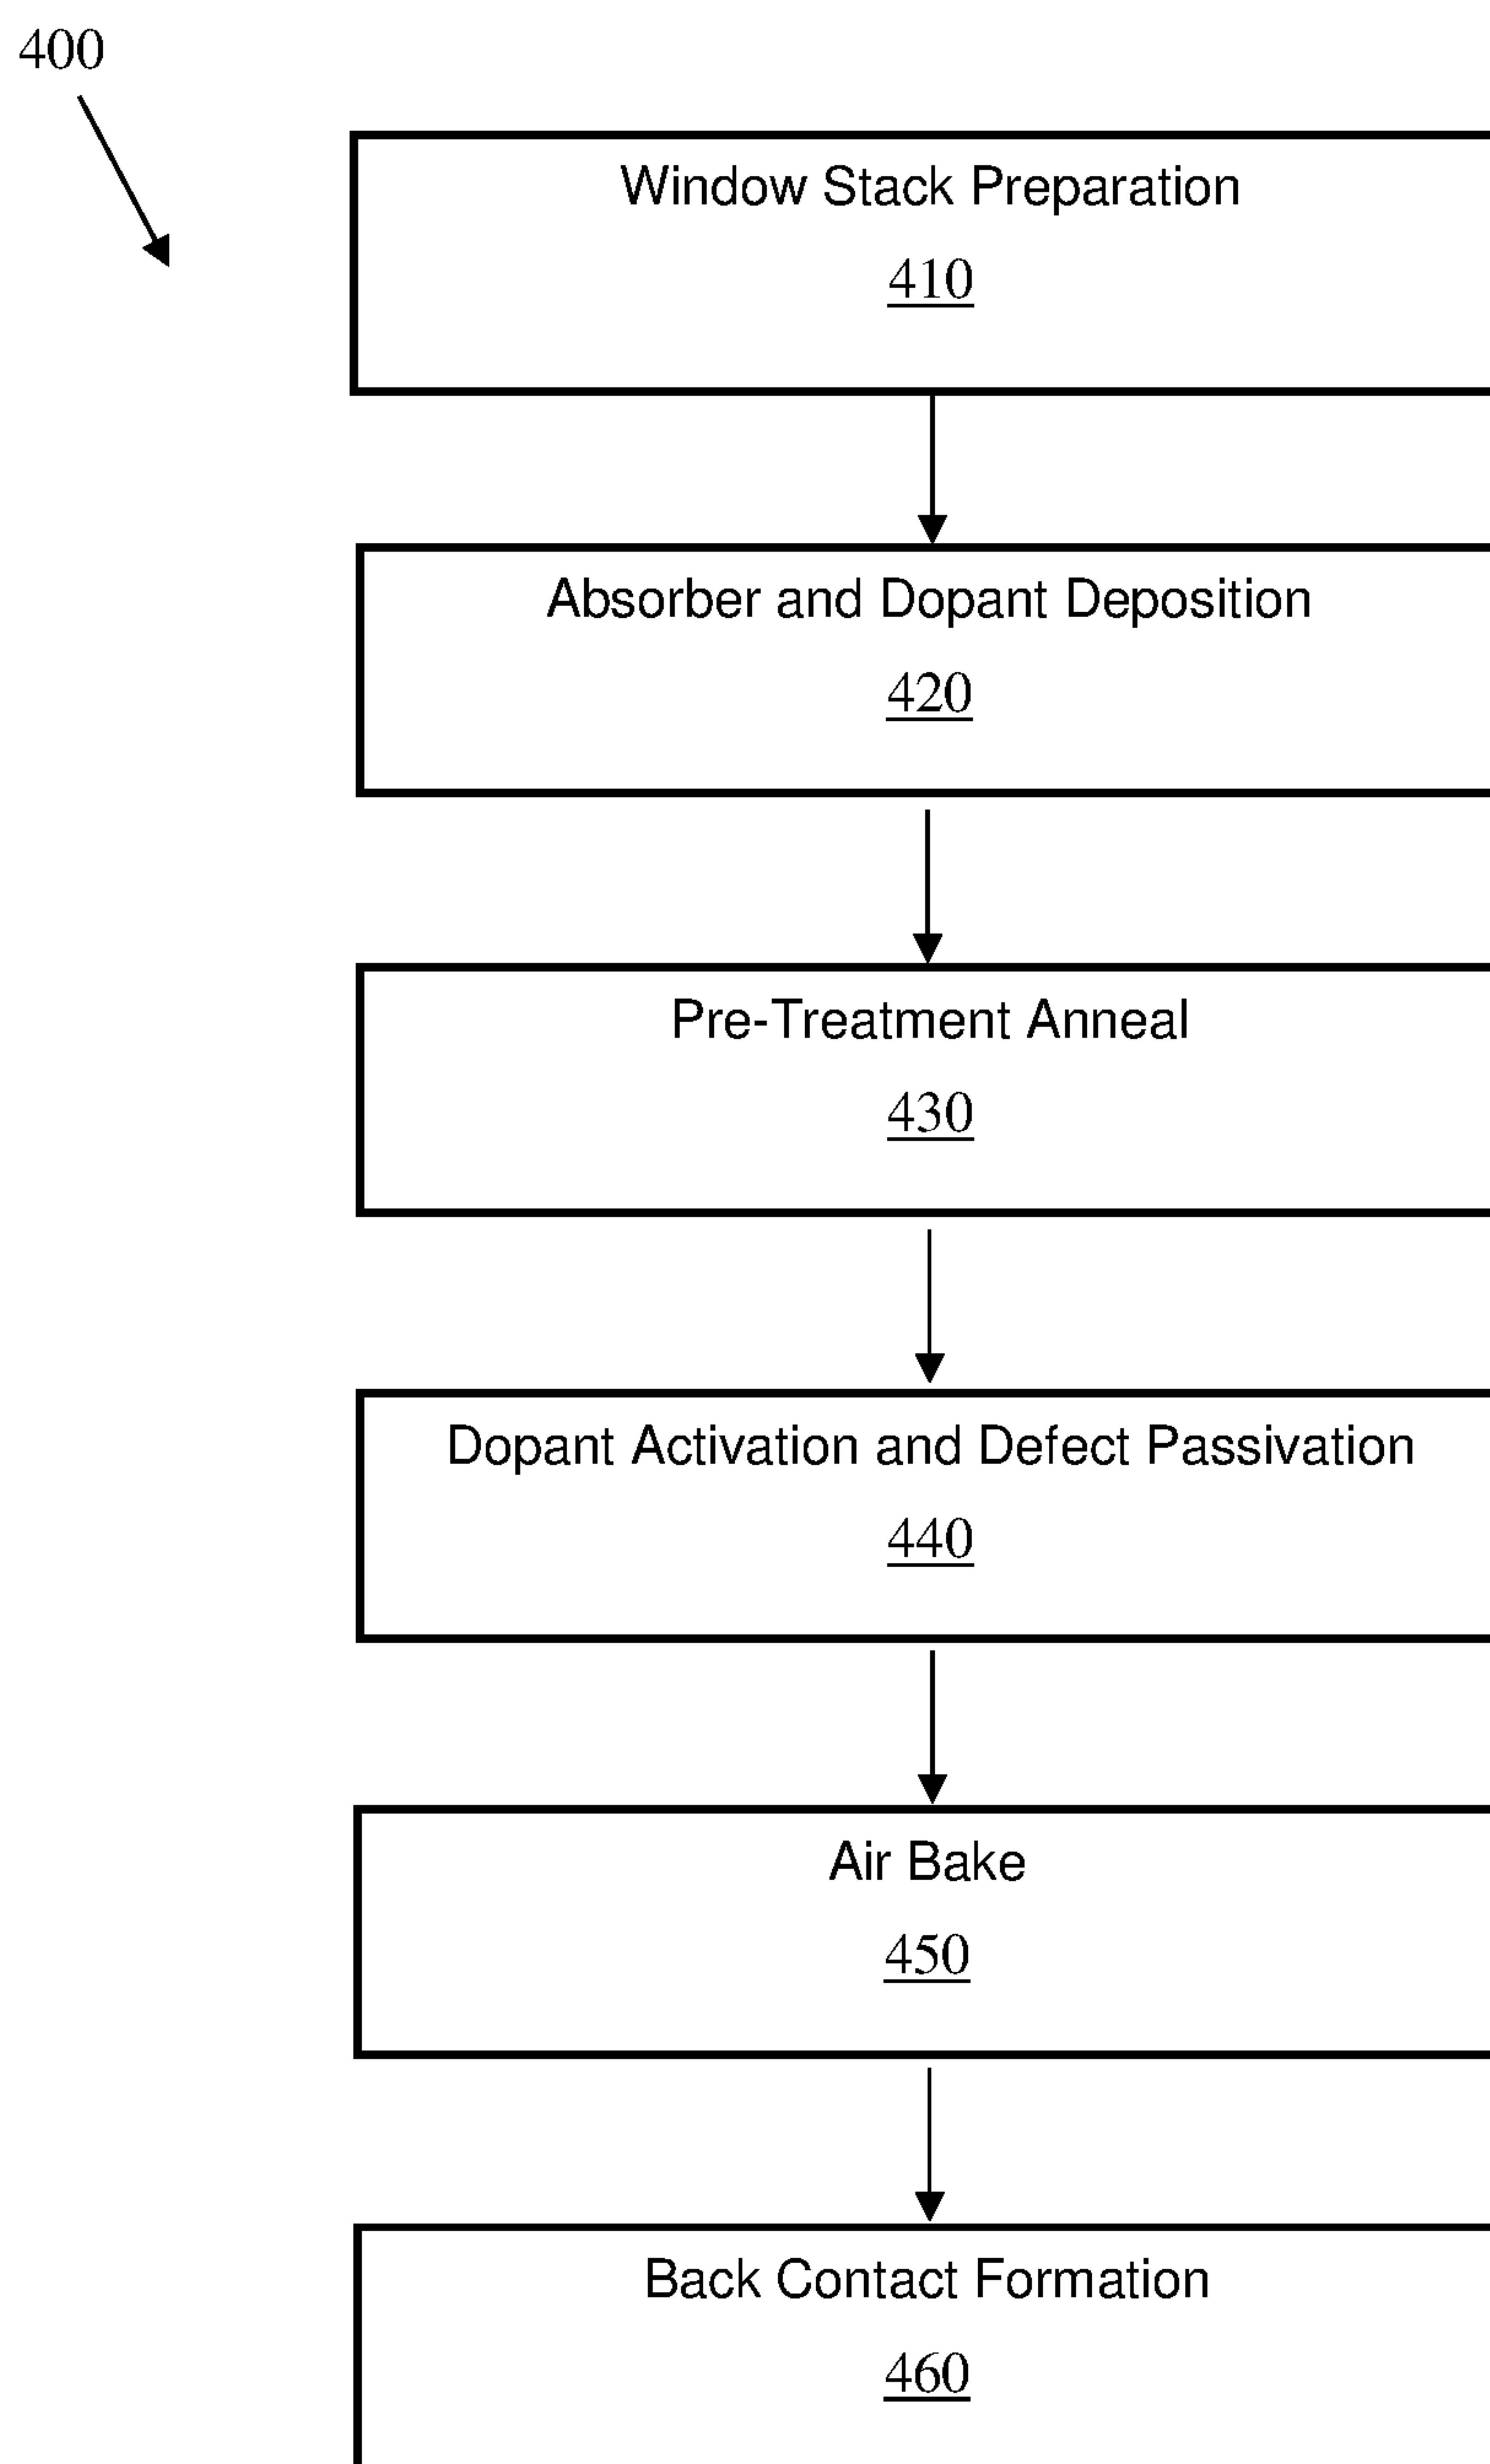 400
Window Stack Preparation
410
Absorber and Dopant Deposition
420
Pre-Treatment Anneal
430
Dopant Activation and Defect Passivation
440
Air Bake
450
Back Contact Formation
460